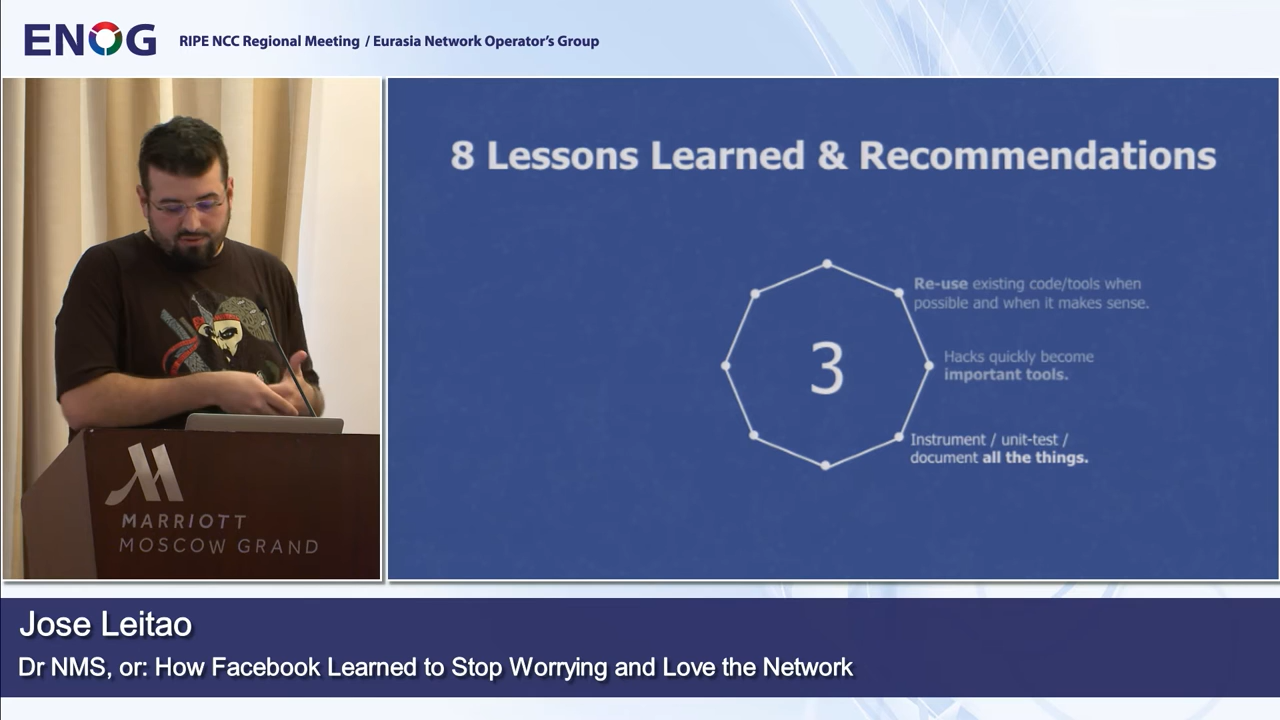 ENOG
RIPE NCC Regional Meeting / Eurasia Network Operator's Group
8 Lessons Learned & Recommendations
Re-use existing code/tools when
possible and when it makes sense.
3
Hacks quickly become
important tools.
Instrument / unit-test /
document all the things.
MARRIOTT
MOSCOW GRAND
Jose Leitao
Dr NMS, or: How Facebook Learned to Stop Worrying and Love the Network